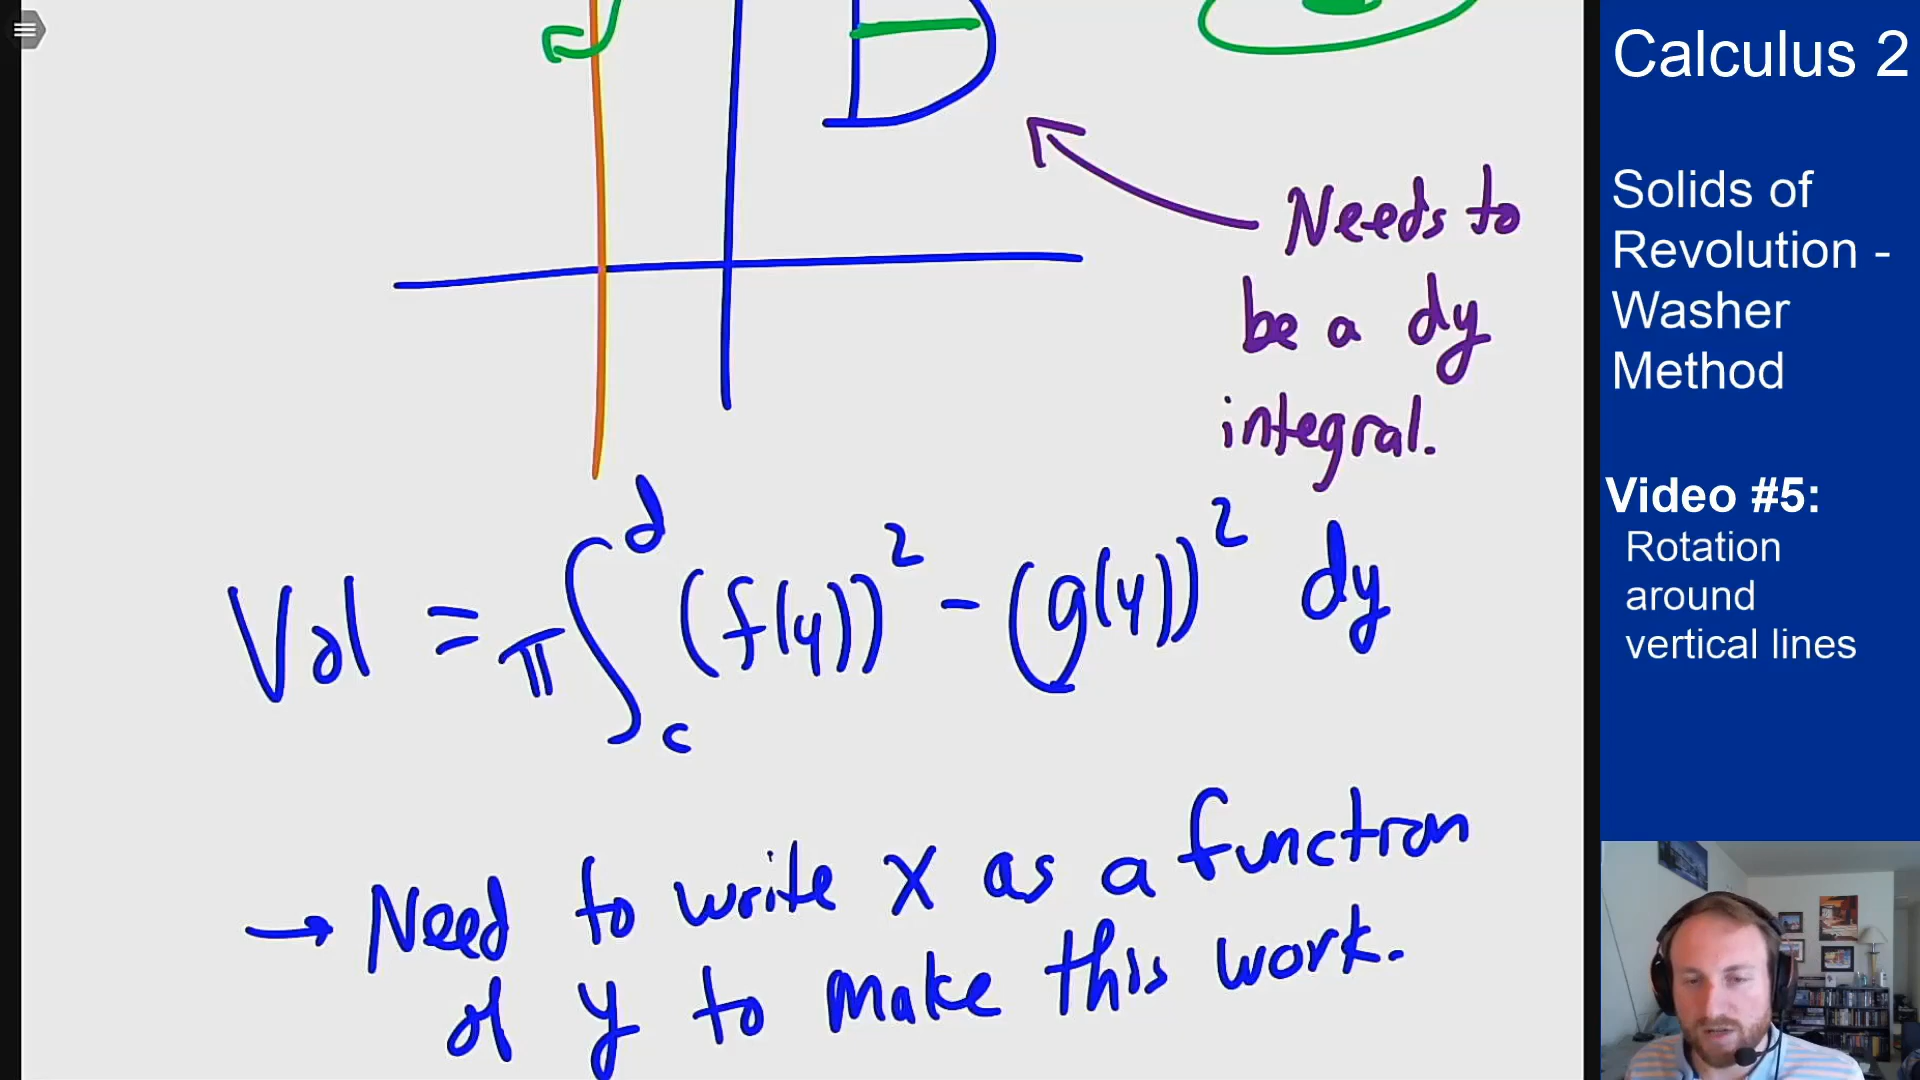 Needs to
be a dy
integral.
Vol = π∫_c^d (f(y))² - (g(y))² dy
→ Need to write x as a function
of y to make this work.
Calculus 2
Solids of
Revolution -
Washer
Method
Video #5:
Rotation
around
vertical lines